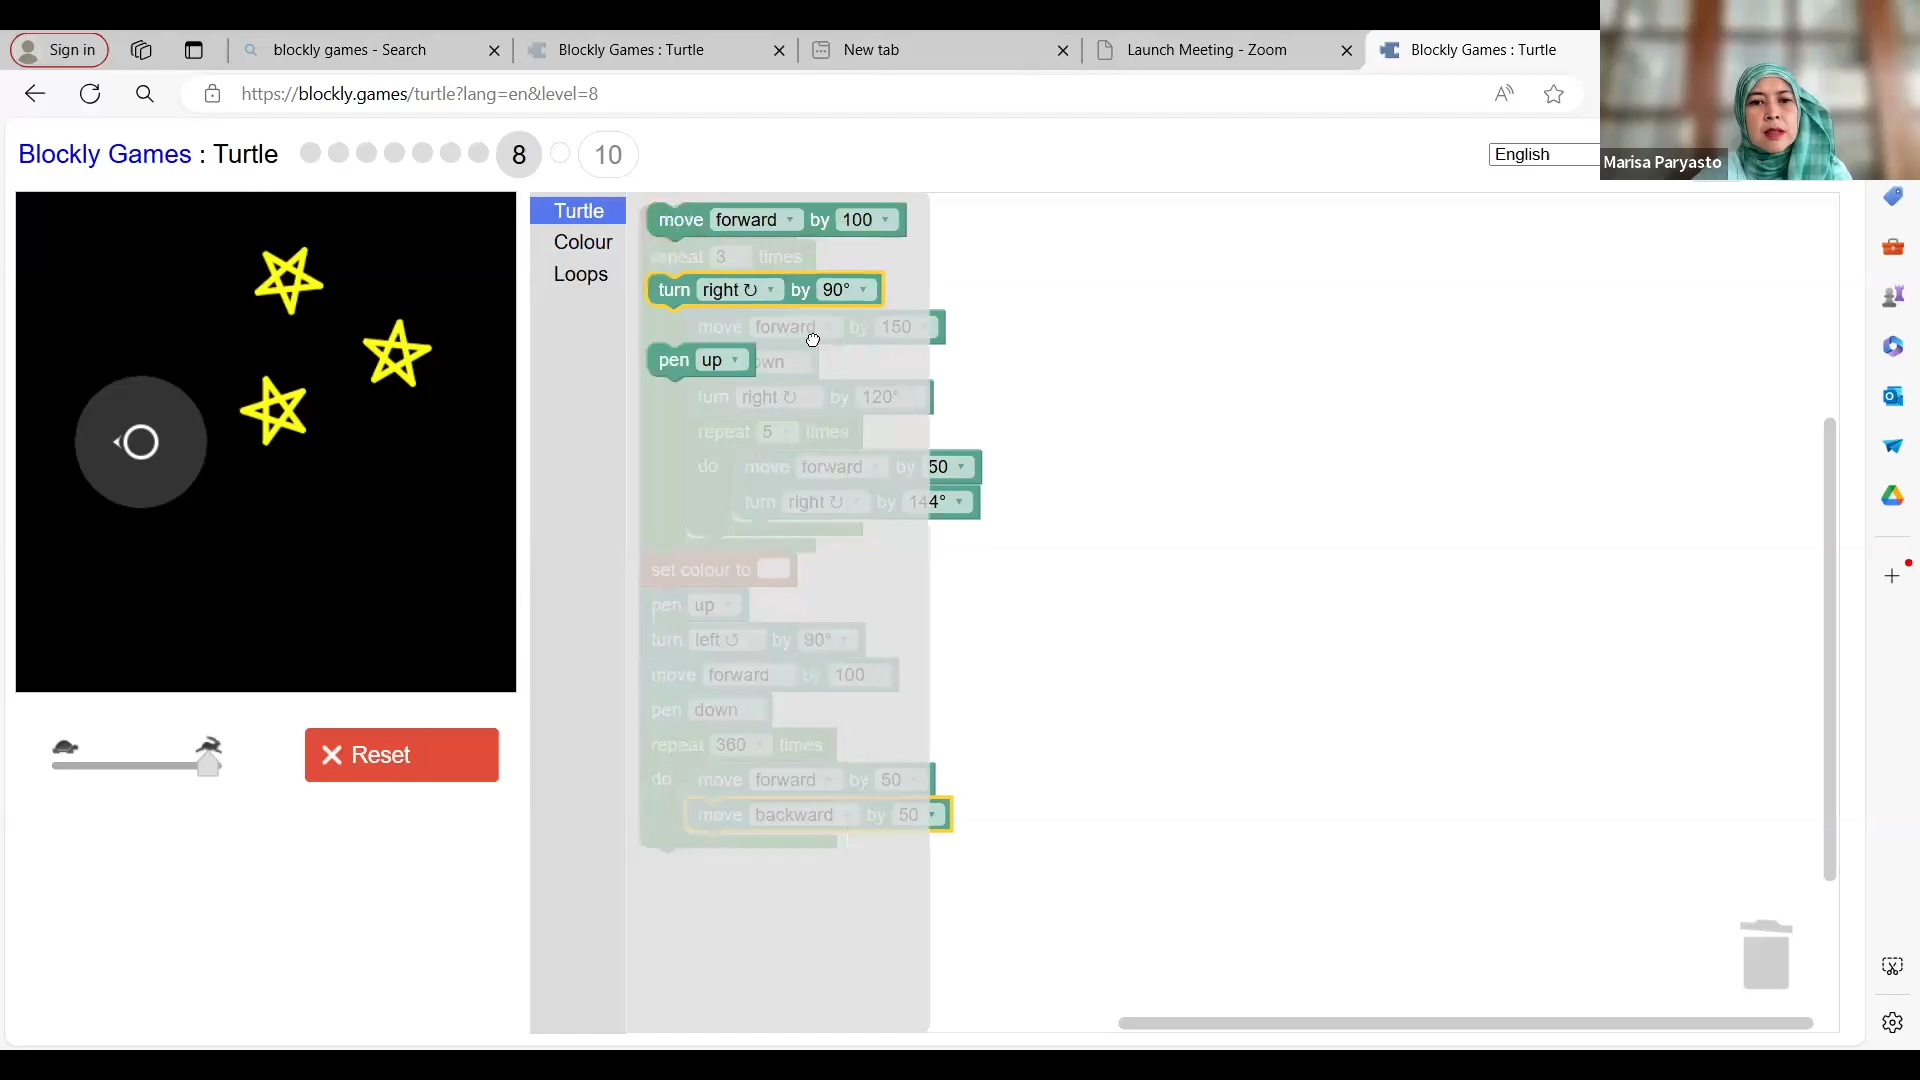 Sign in
blockly games - Search
Blockly Games : Turtle
New tab
Launch Meeting - Zoom
Blockly Games : Turtle
https://blockly.games/turtle?lang=en&level=8
Blockly Games : Turtle
8
10
English
Marisa Paryasto
Turtle
Colour
Loops
move forward by 100
repeat 3 times
turn right ↻ by 90°
move forward by 150
pen up
down
turn right ↻ by 120°
repeat 5 times
do move forward by 50
turn right ↻ by 144°
set colour to
pen up
turn left ↺ by 90°
move forward by 100
pen down
repeat 360 times
do move forward by 50
move backward by 50
Reset